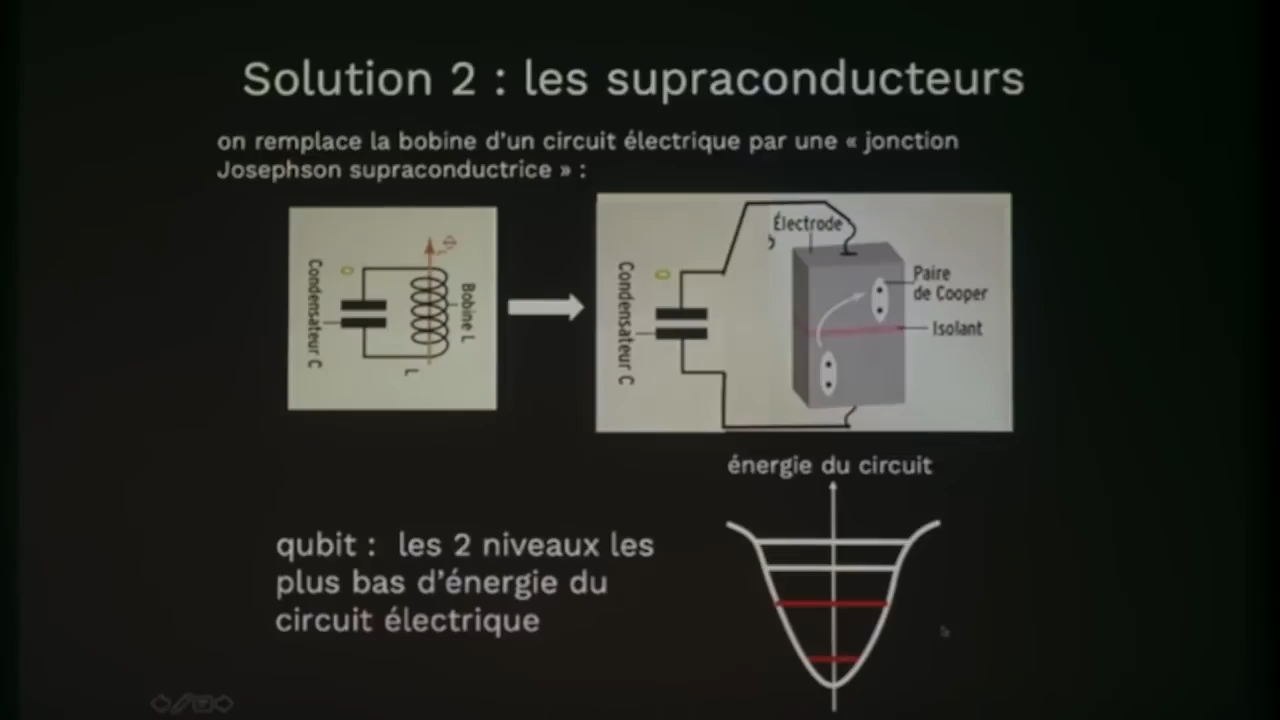 Solution 2 : les supraconducteurs
on remplace la bobine d'un circuit électrique par une « jonction
Josephson supraconductrice » :
Condensateur C
Bobine L
L
Condensateur C
Électrode
Paire
de Cooper
Isolant
énergie du circuit
qubit : les 2 niveaux les
plus bas d'énergie du
circuit électrique